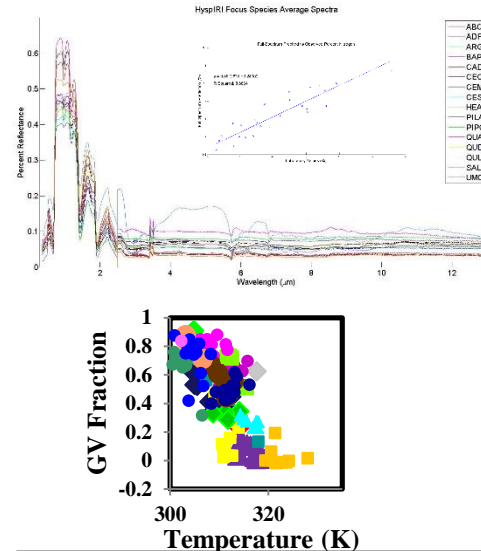 HyspIRI Focus Species Average Spectra
Percent Reflectance
0.6
0.5
0.4
0.3
0.2
0.1
0
2
4
6
8
10
12
Wavelength (μm)
ABC
ADF
ARG
BAP
CAD
CEC
CEM
CES
HEA
PILA
PIPO
QUA
QUD
QUL
SAL
UMC
GV Fraction
1
0.8
0.6
0.4
0.2
0
-0.2
300
320
Temperature (K)